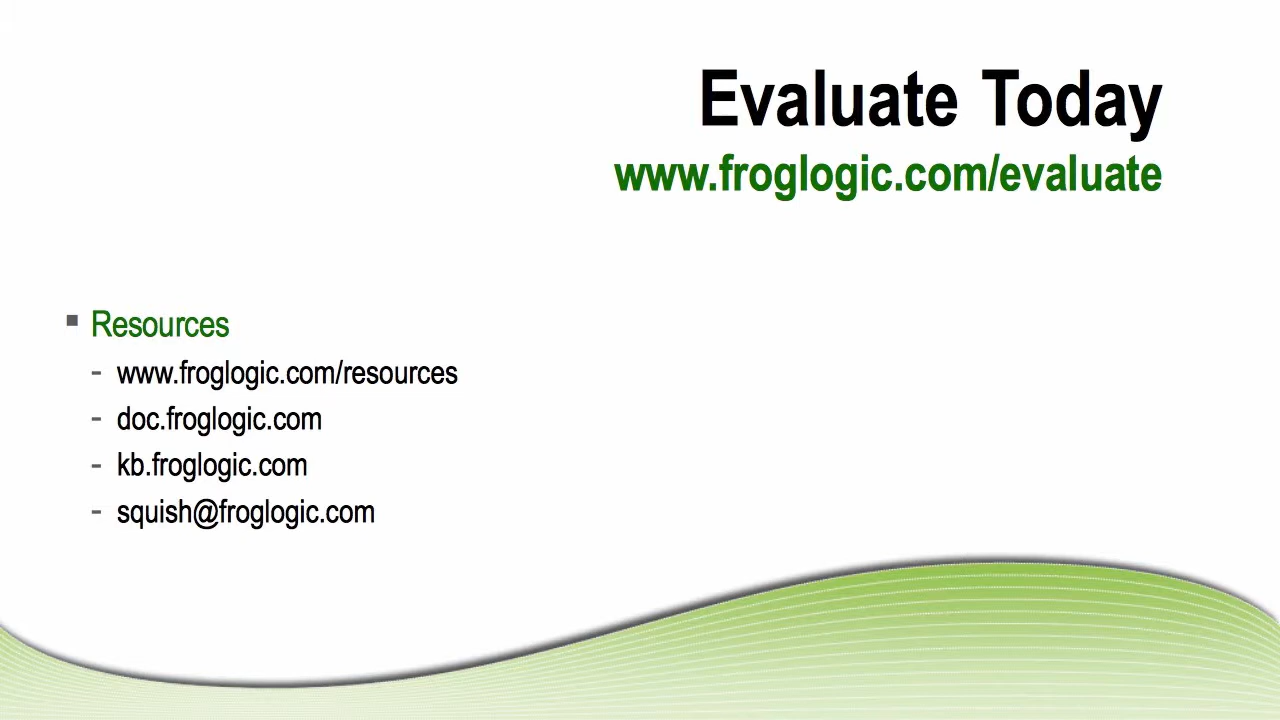 Evaluate Today
www.froglogic.com/evaluate
▪ Resources
- www.froglogic.com/resources
- doc.froglogic.com
- kb.froglogic.com
- squish@froglogic.com